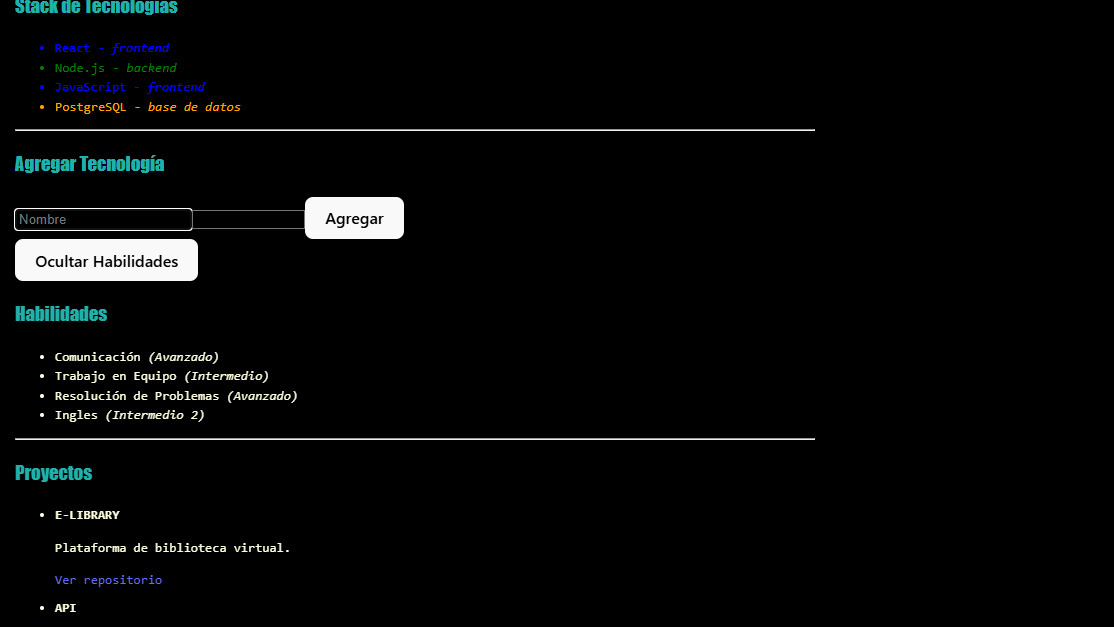 Stack de Tecnologías
React - frontend
Node.js - backend
JavaScript - frontend
PostgreSQL - base de datos
Agregar Tecnología
Nombre
Agregar
Ocultar Habilidades
Habilidades
Comunicación (Avanzado)
Trabajo en Equipo (Intermedio)
Resolución de Problemas (Avanzado)
Ingles (Intermedio 2)
Proyectos
E-LIBRARY
Plataforma de biblioteca virtual.
Ver repositorio
API